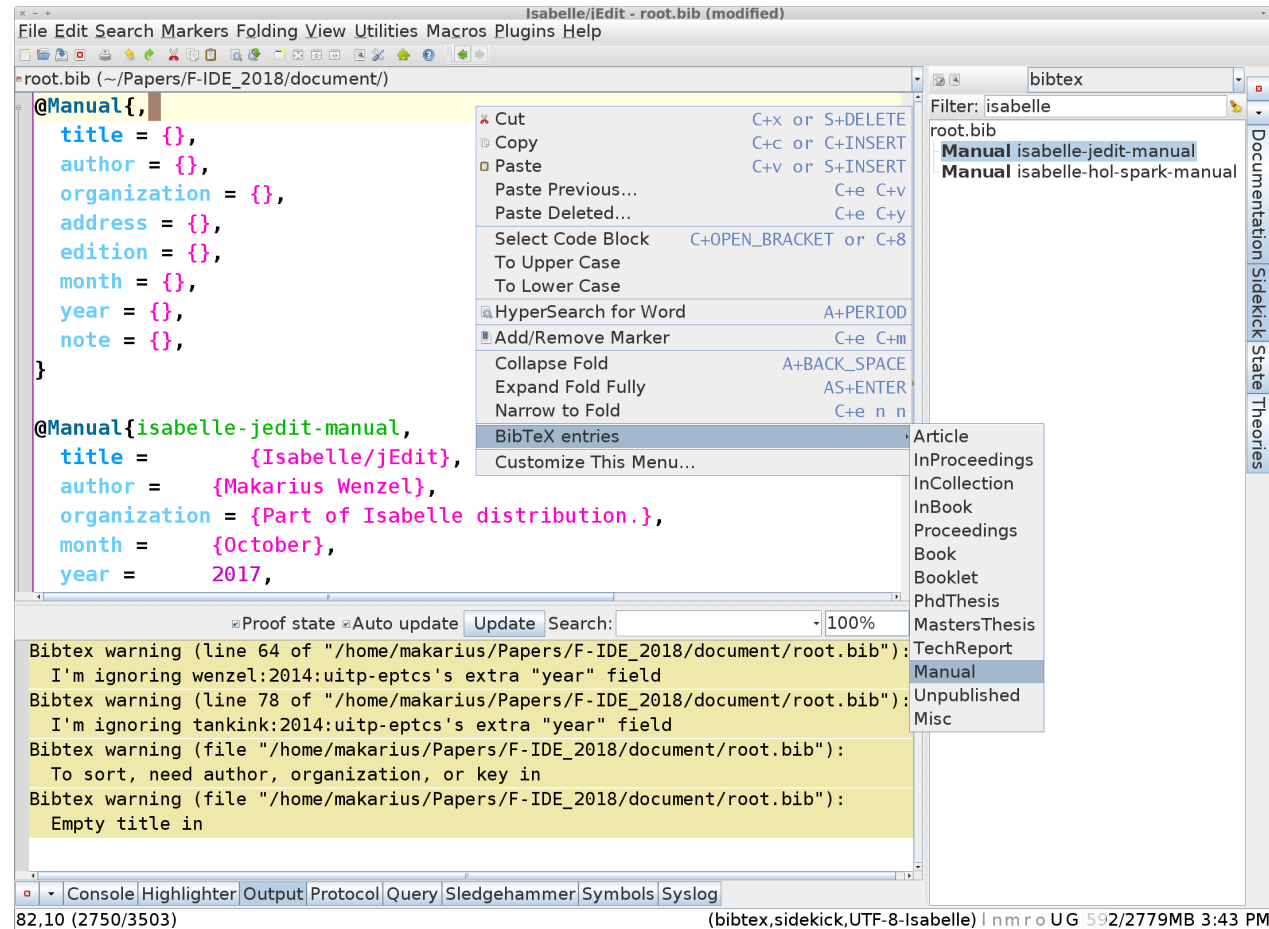 Isabelle/jEdit - root.bib (modified)
File Edit Search Markers Folding View Utilities Macros Plugins Help
root.bib (~/Papers/F-IDE_2018/document/)
@Manual{,
title = {},
author = {},
organization = {},
address = {},
edition = {},
month = {},
year = {},
note = {},
}
@Manual{isabelle-jedit-manual,
title = {Isabelle/jEdit},
author = {Makarius Wenzel},
organization = {Part of Isabelle distribution.},
month = {October},
year = 2017,
Cut C+x or S+DELETE
Copy C+c or C+INSERT
Paste C+v or S+INSERT
Paste Previous... C+e C+v
Paste Deleted... C+e C+y
Select Code Block C+OPEN_BRACKET or C+8
To Upper Case
To Lower Case
HyperSearch for Word A+PERIOD
Add/Remove Marker C+e C+m
Collapse Fold A+BACK_SPACE
Expand Fold Fully AS+ENTER
Narrow to Fold C+e n n
BibTeX entries
Customize This Menu...
Article
InProceedings
InCollection
InBook
Proceedings
Book
Booklet
PhdThesis
MastersThesis
TechReport
Manual
Unpublished
Misc
bibtex
Filter: isabelle
root.bib
Manual isabelle-jedit-manual
Manual isabelle-hol-spark-manual
Documentation
Sidekick
State
Theories
Proof state Auto update Update Search: 100%
Bibtex warning (line 64 of "/home/makarius/Papers/F-IDE_2018/document/root.bib"):
I'm ignoring wenzel:2014:uitp-eptcs's extra "year" field
Bibtex warning (line 78 of "/home/makarius/Papers/F-IDE_2018/document/root.bib"):
I'm ignoring tankink:2014:uitp-eptcs's extra "year" field
Bibtex warning (file "/home/makarius/Papers/F-IDE_2018/document/root.bib"):
To sort, need author, organization, or key in
Bibtex warning (file "/home/makarius/Papers/F-IDE_2018/document/root.bib"):
Empty title in
Console Highlighter Output Protocol Query Sledgehammer Symbols Syslog
82,10 (2750/3503) (bibtex,sidekick,UTF-8-Isabelle) l n m r o U G 592/2779MB 3:43 PM